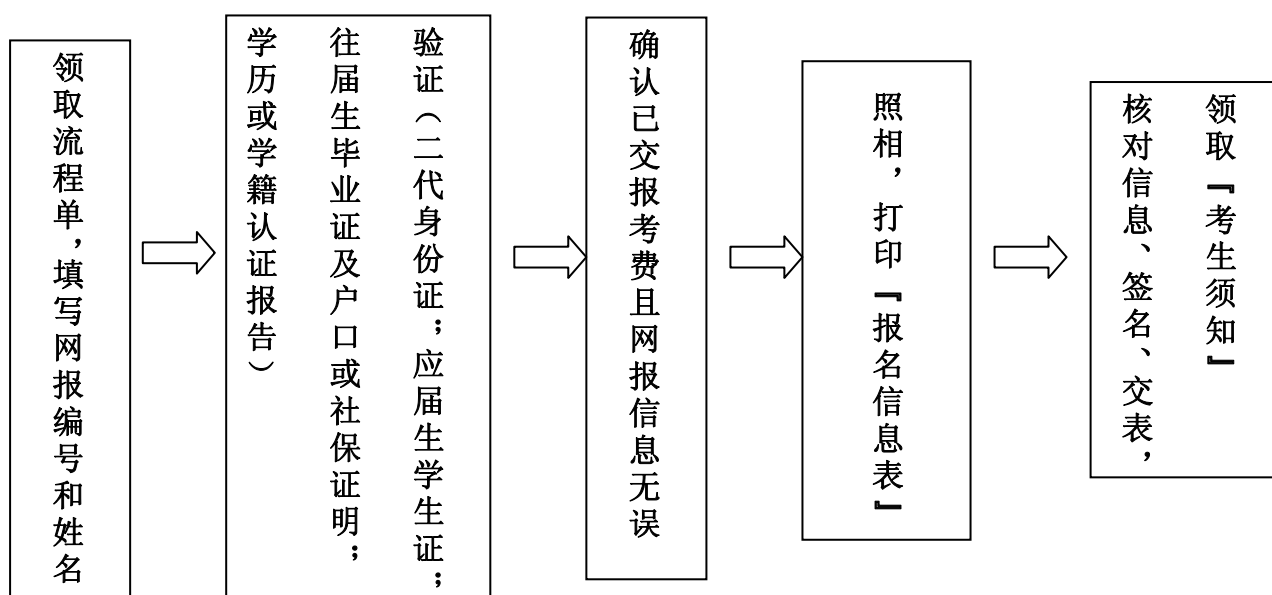 领取流程单，填写网报编号和姓名
验证（二代身份证；应届生学生证；
往届生毕业证及户口或社保证明；
学历或学籍认证报告）
确认已交报考费且网报信息无误
照相，打印『报名信息表』
核对信息、签名、交表，
领取『考生须知』